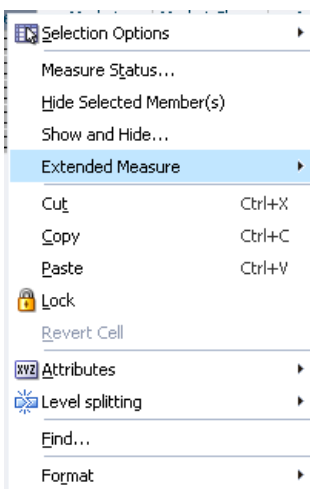 Selection Options
Measure Status...
Hide Selected Member(s)
Show and Hide...
Extended Measure
Cut Ctrl+X
Copy Ctrl+C
Paste Ctrl+V
Lock
Revert Cell
XYZ Attributes
Level splitting
Find...
Format